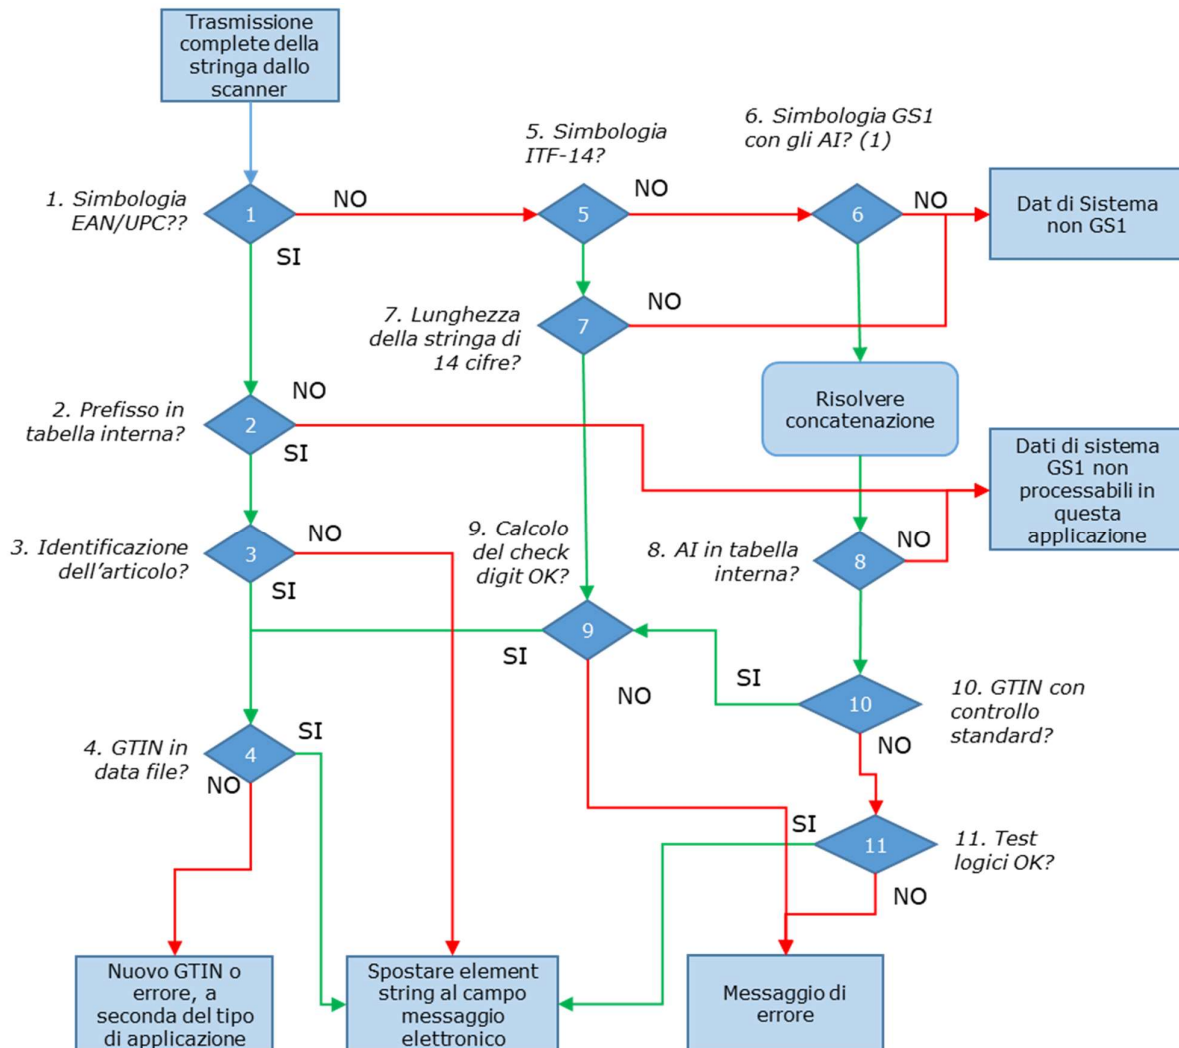 Trasmissione
complete della
stringa dallo
scanner
5. Simbologia
ITF-14?
6. Simbologia GS1
con gli AI? (1)
1. Simbologia
EAN/UPC??
1
NO
5
NO
6
NO
Dat di Sistema
non GS1
SI
7. Lunghezza
della stringa di
14 cifre?
7
NO
2. Prefisso in
tabella interna?
2
NO
SI
Risolvere
concatenazione
Dati di sistema
GS1 non
processabili in
questa
applicazione
3. Identificazione
dell'articolo?
3
NO
SI
9. Calcolo
del check
digit OK?
8. AI in tabella
interna?
8
NO
9
SI
NO
SI
10
NO
10. GTIN con
controllo
standard?
4. GTIN in
data file?
4
SI
NO
SI
11
NO
11. Test
logici OK?
Nuovo GTIN o
errore, a
seconda del tipo
di applicazione
Spostare element
string al campo
messaggio
elettronico
Messaggio di
errore